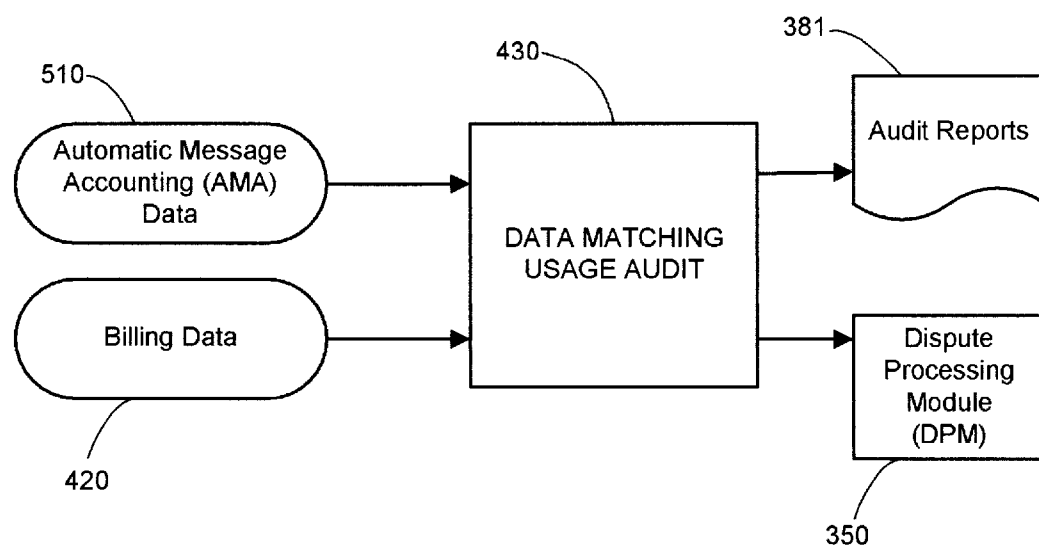 510
Automatic Message
Accounting (AMA)
Data
Billing Data
420
430
DATA MATCHING
USAGE AUDIT
381
Audit Reports
Dispute
Processing
Module
(DPM)
350